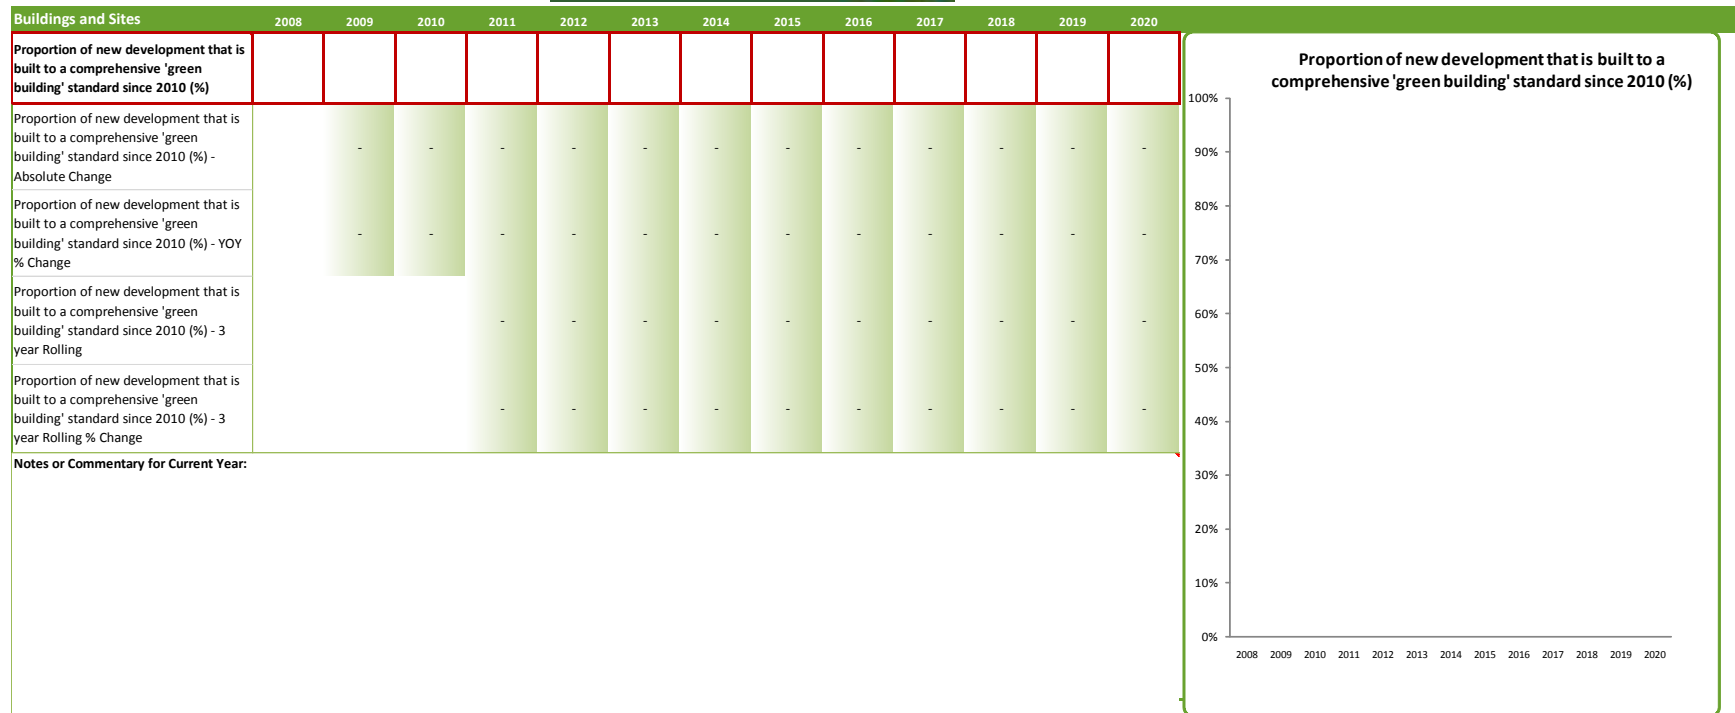 Buildings and Sites 2008 2009 2010 2011 2012 2013 2014 2015 2016 2017 2018 2019 2020
Proportion of new development that is
built to a comprehensive 'green
building' standard since 2010 (%)
Proportion of new development that is
built to a comprehensive 'green
building' standard since 2010 (%) -
Absolute Change
- - - - - - - - - - - -
Proportion of new development that is
built to a comprehensive 'green
building' standard since 2010 (%) - YOY
% Change
- - - - - - - - - - - -
Proportion of new development that is
built to a comprehensive 'green
building' standard since 2010 (%) - 3
year Rolling
- - - - - - - - - -
Proportion of new development that is
built to a comprehensive 'green
building' standard since 2010 (%) - 3
year Rolling % Change
- - - - - - - - - -
Notes or Commentary for Current Year:
Proportion of new development that is built to a
comprehensive 'green building' standard since 2010 (%)
100%
90%
80%
70%
60%
50%
40%
30%
20%
10%
0%
2008 2009 2010 2011 2012 2013 2014 2015 2016 2017 2018 2019 2020